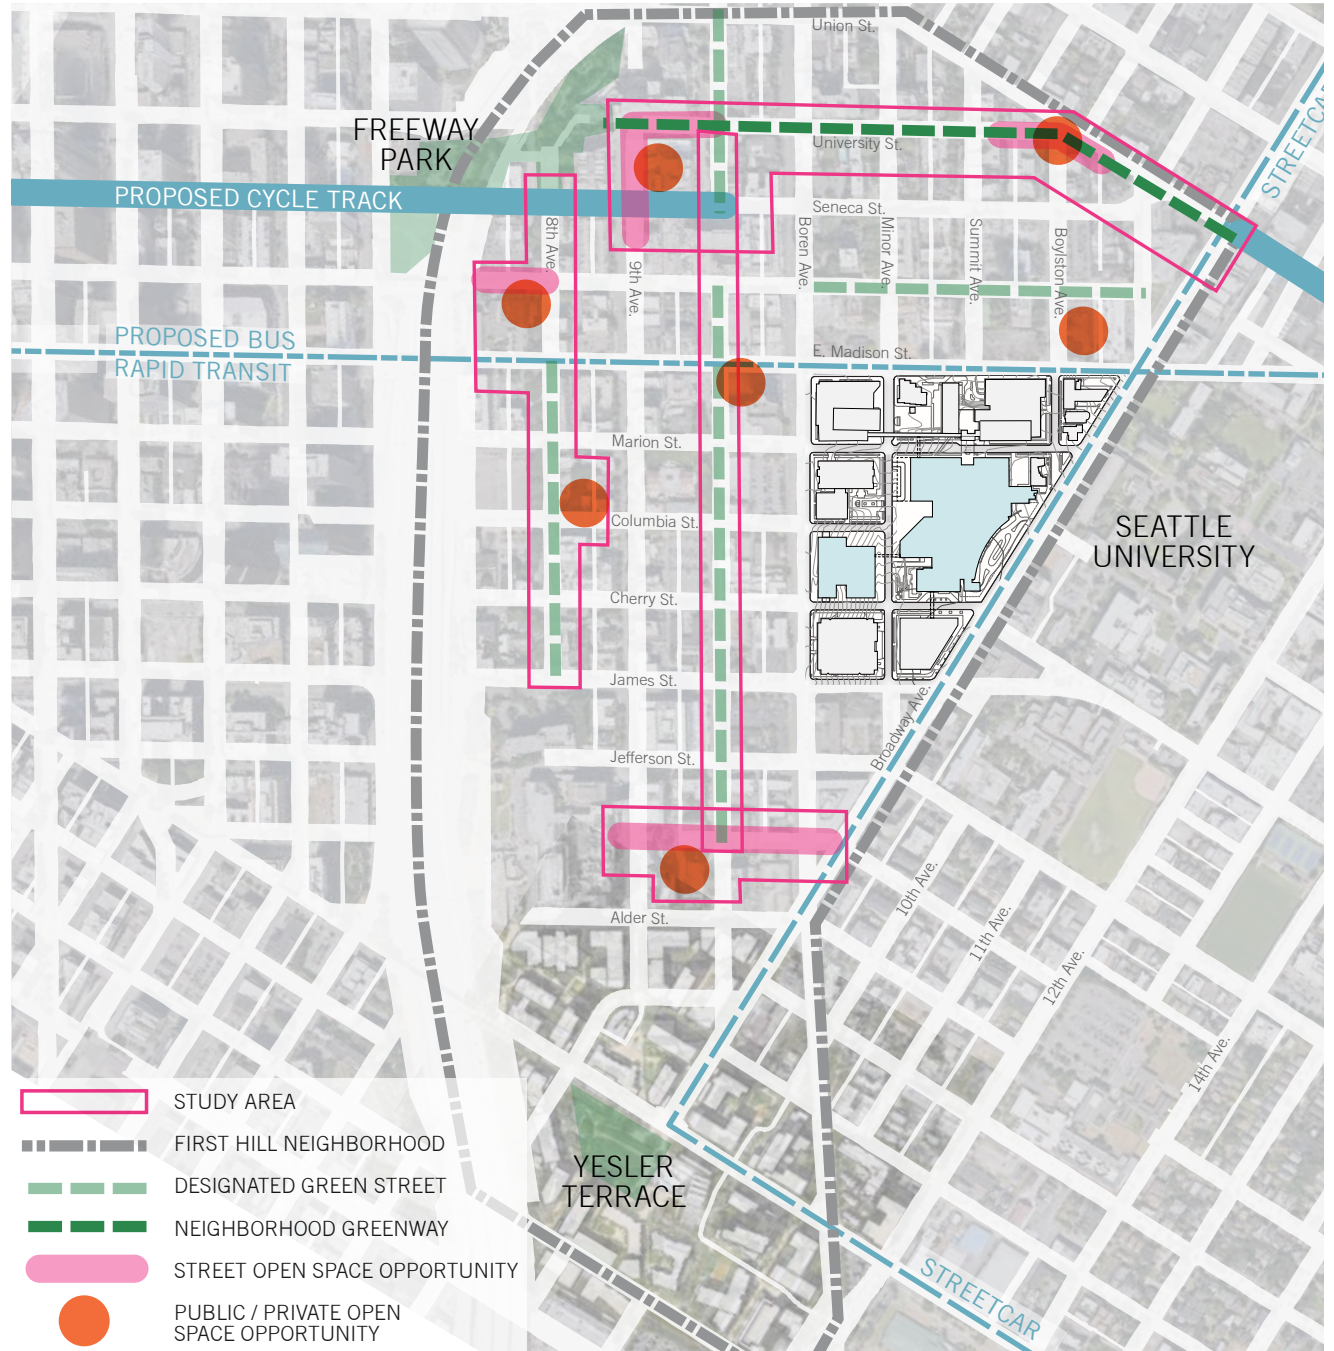 Union St.
FREEWAY
PARK
University St.
STREETCAR
PROPOSED CYCLE TRACK
Seneca St.
8th Ave.
9th Ave.
Boren Ave.
Minor Ave.
Summit Ave.
Boylston Ave.
PROPOSED BUS
RAPID TRANSIT
E. Madison St.
Marion St.
Columbia St.
SEATTLE
UNIVERSITY
Cherry St.
James St.
Broadway Ave.
Jefferson St.
10th Ave.
Alder St.
11th Ave.
12th Ave.
14th Ave.
YESLER
TERRACE
STREETCAR
STUDY AREA
FIRST HILL NEIGHBORHOOD
DESIGNATED GREEN STREET
NEIGHBORHOOD GREENWAY
STREET OPEN SPACE OPPORTUNITY
PUBLIC / PRIVATE OPEN
SPACE OPPORTUNITY